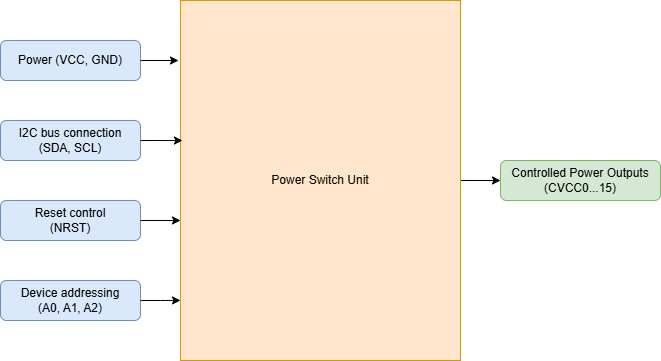 Power (VCC, GND)
I2C bus connection
(SDA, SCL)
Reset control
(NRST)
Device addressing
(A0, A1, A2)
Power Switch Unit
Controlled Power Outputs
(CVCC0...15)